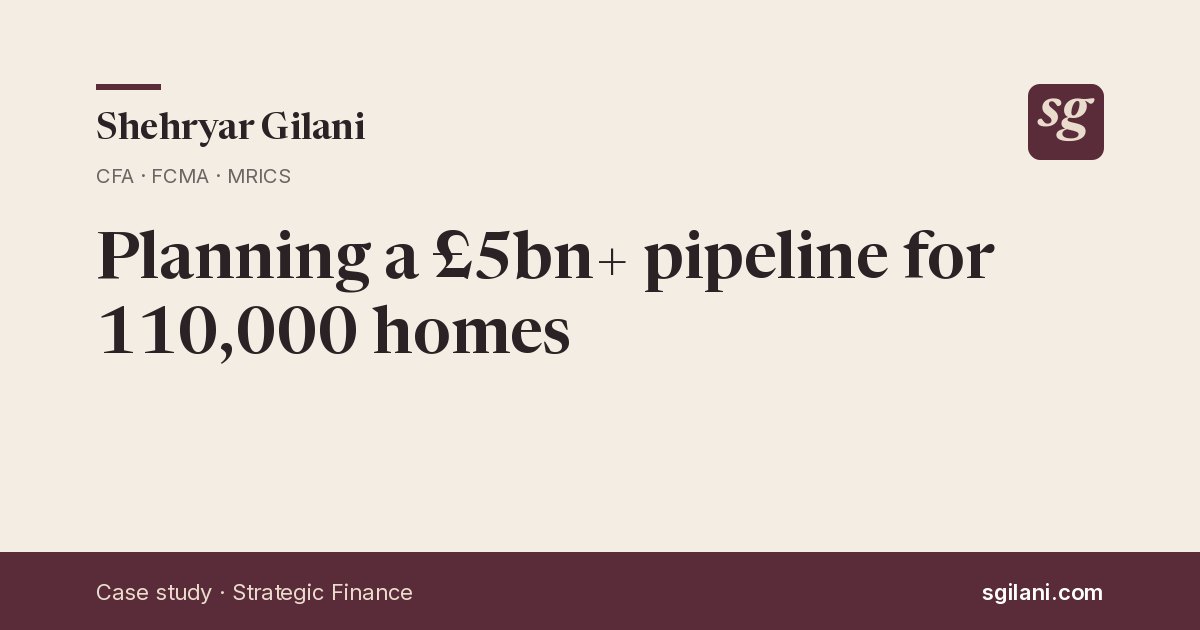 Shehryar Gilani
sg
CFA · FCMA · MRICS
Planning a £5bn+ pipeline for
110,000 homes
Case study · Strategic Finance
sgilani.com